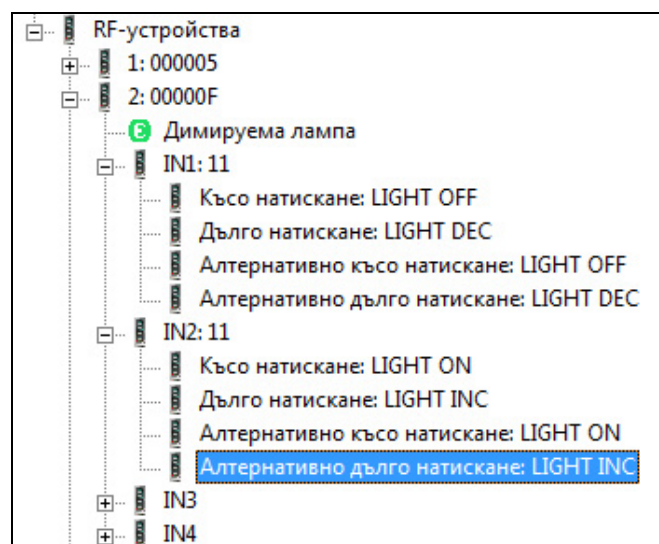 RF-устройства
1: 000005
2: 00000F
Димируема лампа
IN1: 11
Късо натискане: LIGHT OFF
Дълго натискане: LIGHT DEC
Алтернативно късо натискане: LIGHT OFF
Алтернативно дълго натискане: LIGHT DEC
IN2: 11
Късо натискане: LIGHT ON
Дълго натискане: LIGHT INC
Алтернативно късо натискане: LIGHT ON
Алтернативно дълго натискане: LIGHT INC
IN3
IN4